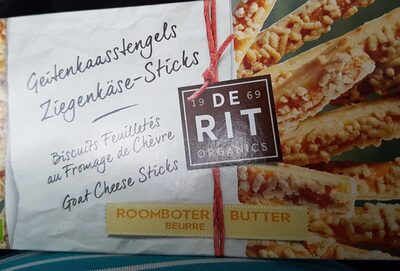 Geitenkaasstengels
Ziegenkäse-Sticks
Biscuits Feuilletés
au Fromage de Chèvre
Goat Cheese Sticks
19 DE 69
RIT
ORGANICS
ROOMBOTER BUTTER
BEURRE